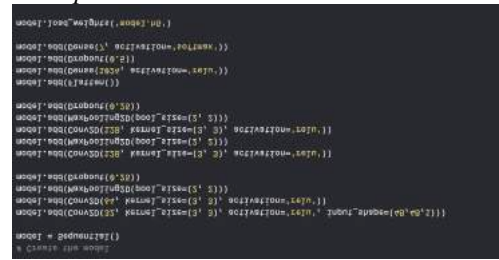 # Create the model
model = Sequential()
model.add(Conv2D(32, kernel_size=(3, 3), activation='relu', input_shape=(48,48,1)))
model.add(Conv2D(64, kernel_size=(3, 3), activation='relu'))
model.add(MaxPooling2D(pool_size=(2, 2)))
model.add(Dropout(0.25))
model.add(Conv2D(128, kernel_size=(3, 3), activation='relu'))
model.add(MaxPooling2D(pool_size=(2, 2)))
model.add(Conv2D(128, kernel_size=(3, 3), activation='relu'))
model.add(MaxPooling2D(pool_size=(2, 2)))
model.add(Dropout(0.25))
model.add(Flatten())
model.add(Dense(1024, activation='relu'))
model.add(Dropout(0.5))
model.add(Dense(7, activation='softmax'))
model.load_weights('model.h5')